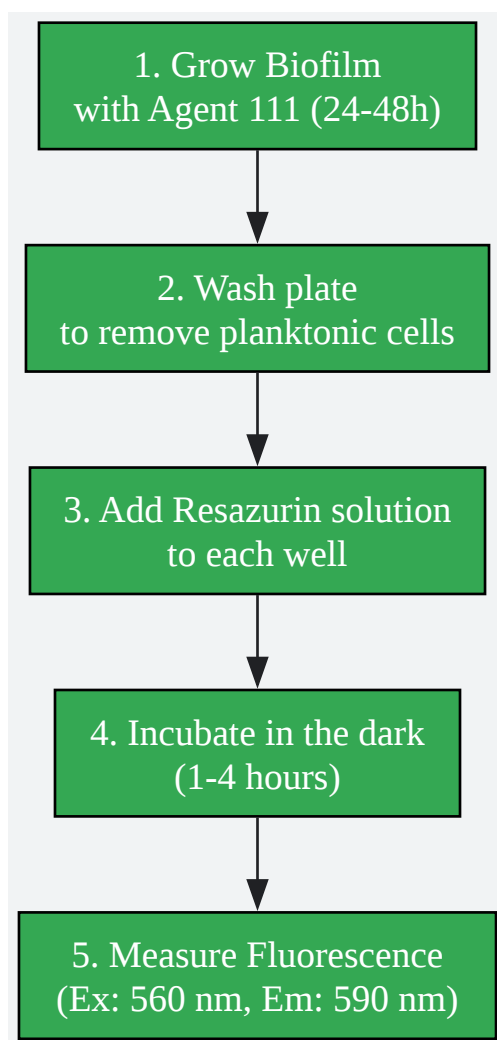 1. Grow Biofilm
with Agent 111 (24-48h)
2. Wash plate
to remove planktonic cells
3. Add Resazurin solution
to each well
4. Incubate in the dark
(1-4 hours)
5. Measure Fluorescence
(Ex: 560 nm, Em: 590 nm)